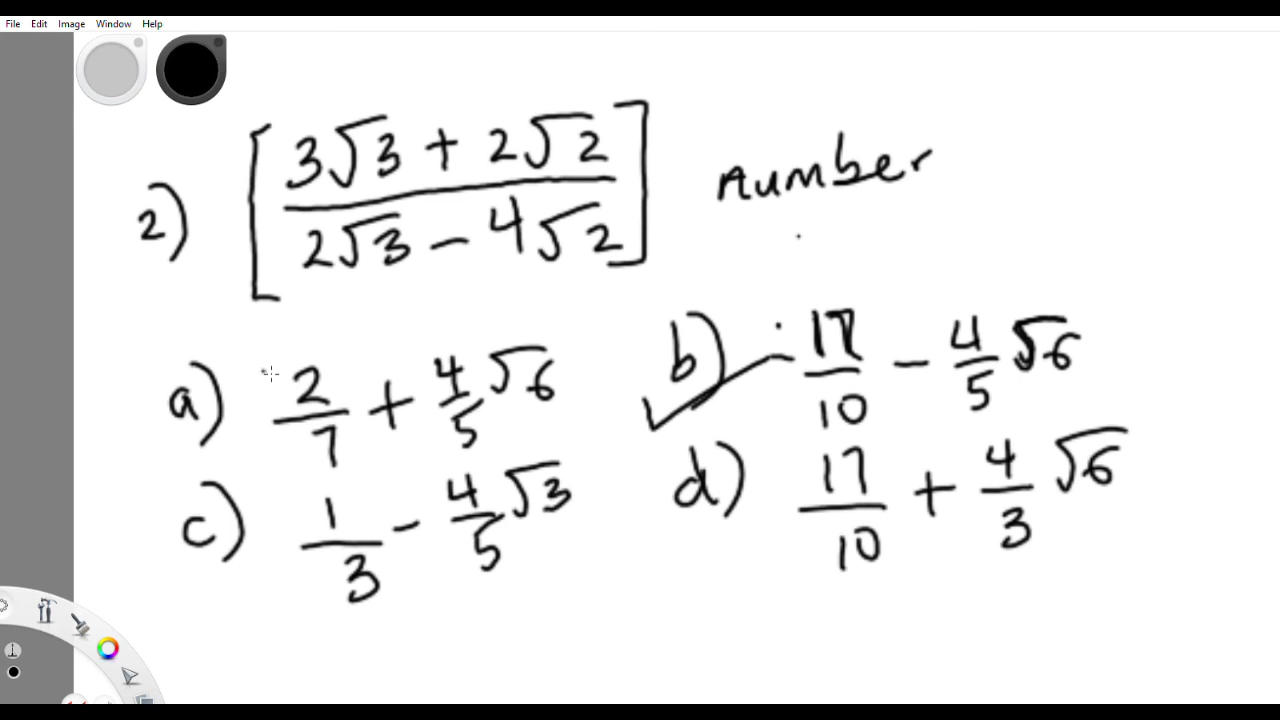 File Edit Image Window Help
2) [ 3√3 + 2√2 / 2√3 - 4√2 ] Number
a) 2/7 + 4/5 √6 b) - 17/10 - 4/5 √6
c) 1/3 - 4/5 √3 d) 17/10 + 4/3 √6